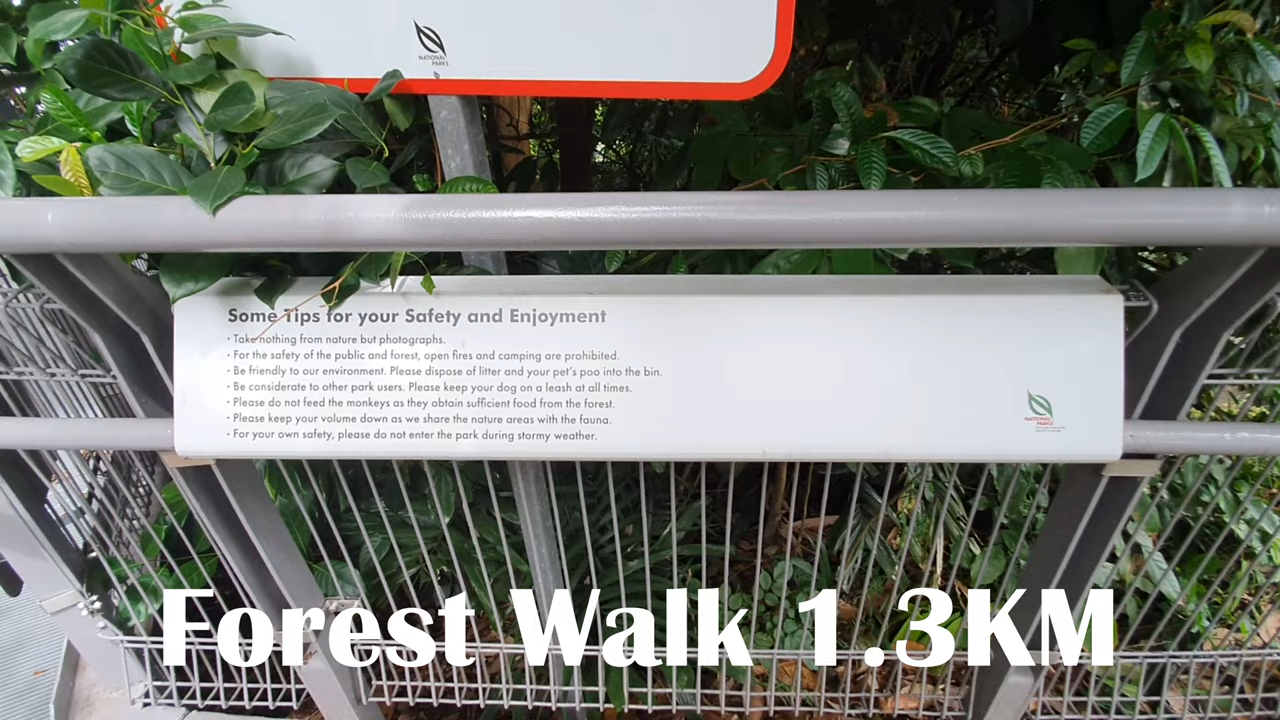 NATIONAL
PARKS
Some Tips for your Safety and Enjoyment
· Take nothing from nature but photographs.
· For the safety of the public and forest, open fires and camping are prohibited.
· Be friendly to our environment. Please dispose of litter and your pet's poo into the bin.
· Be considerate to other park users. Please keep your dog on a leash at all times.
· Please do not feed the monkeys as they obtain sufficient food from the forest.
· Please keep your volume down as we share the nature areas with the fauna.
· For your own safety, please do not enter the park during stormy weather.
NATIONAL
PARKS
Forest Walk 1.3KM